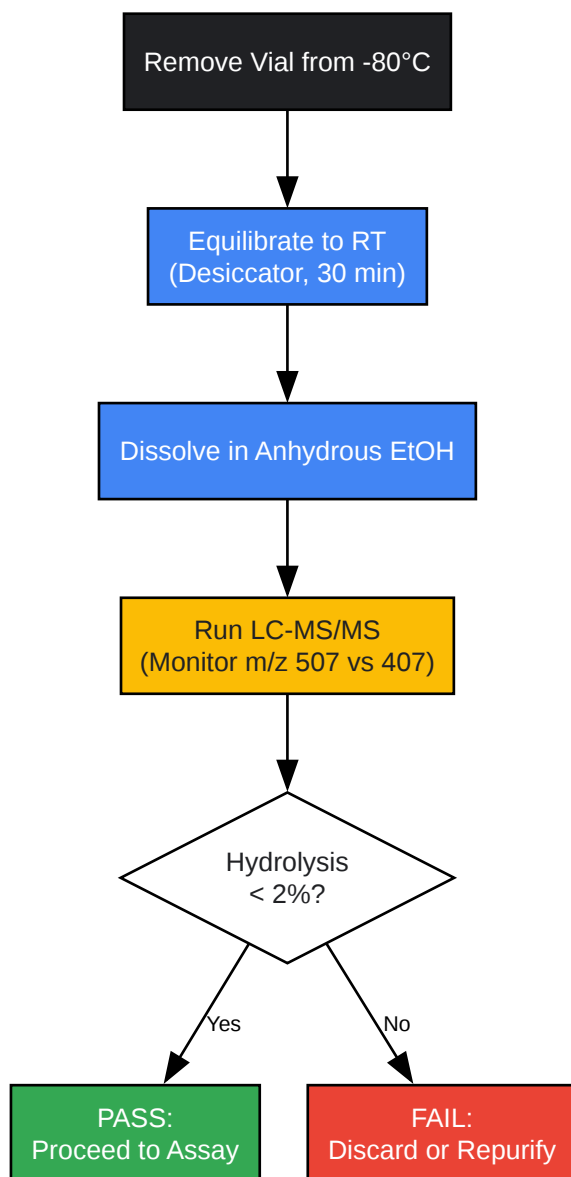 Remove Vial from -80°C
Equilibrate to RT
(Desiccator, 30 min)
Dissolve in Anhydrous EtOH
Run LC-MS/MS
(Monitor m/z 507 vs 407)
Hydrolysis
< 2%?
Yes
No
PASS:
Proceed to Assay
FAIL:
Discard or Repurify